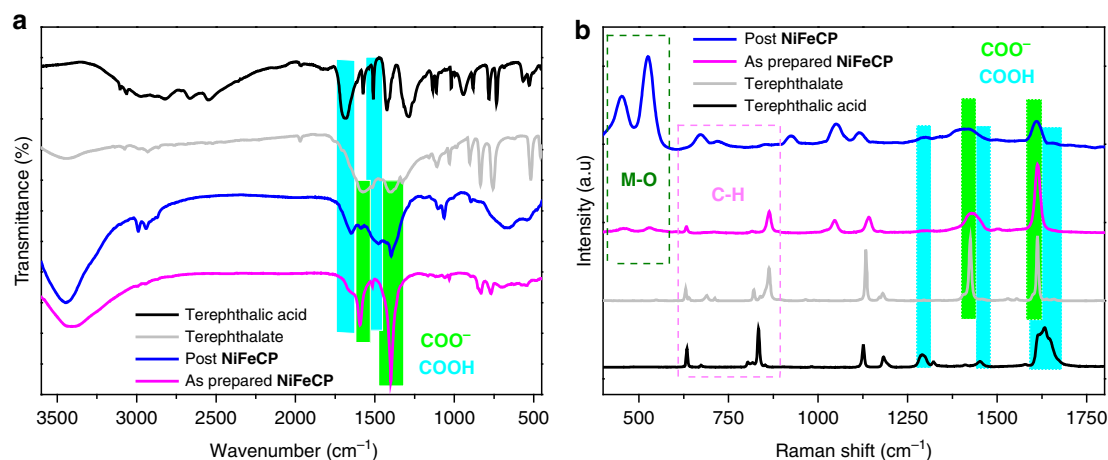 a
Transmittance (%)
Terephthalic acid
Terephthalate
Post NiFeCP
As prepared NiFeCP
COO⁻
COOH
3500 3000 2500 2000 1500 1000 500
Wavenumber (cm⁻¹)
b
Intensity (a.u)
Post NiFeCP
As prepared NiFeCP
Terephthalate
Terephthalic acid
COO⁻
COOH
M-O
C-H
500 750 1000 1250 1500 1750
Raman shift (cm⁻¹)